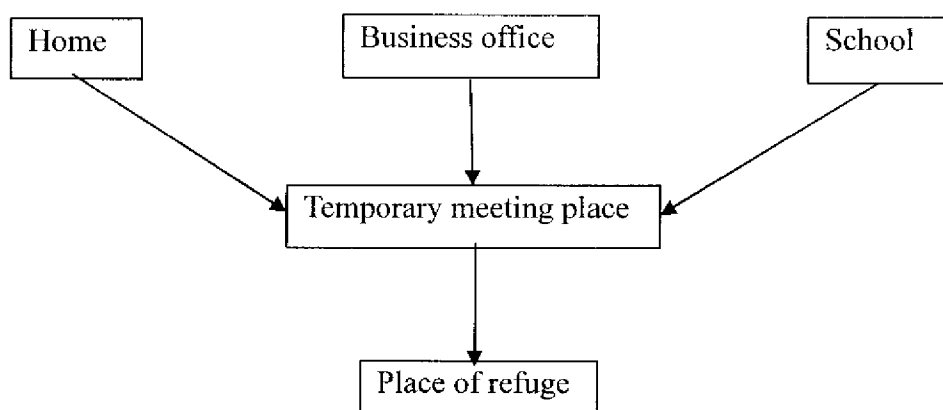 Home
Business office
School
Temporary meeting place
Place of refuge